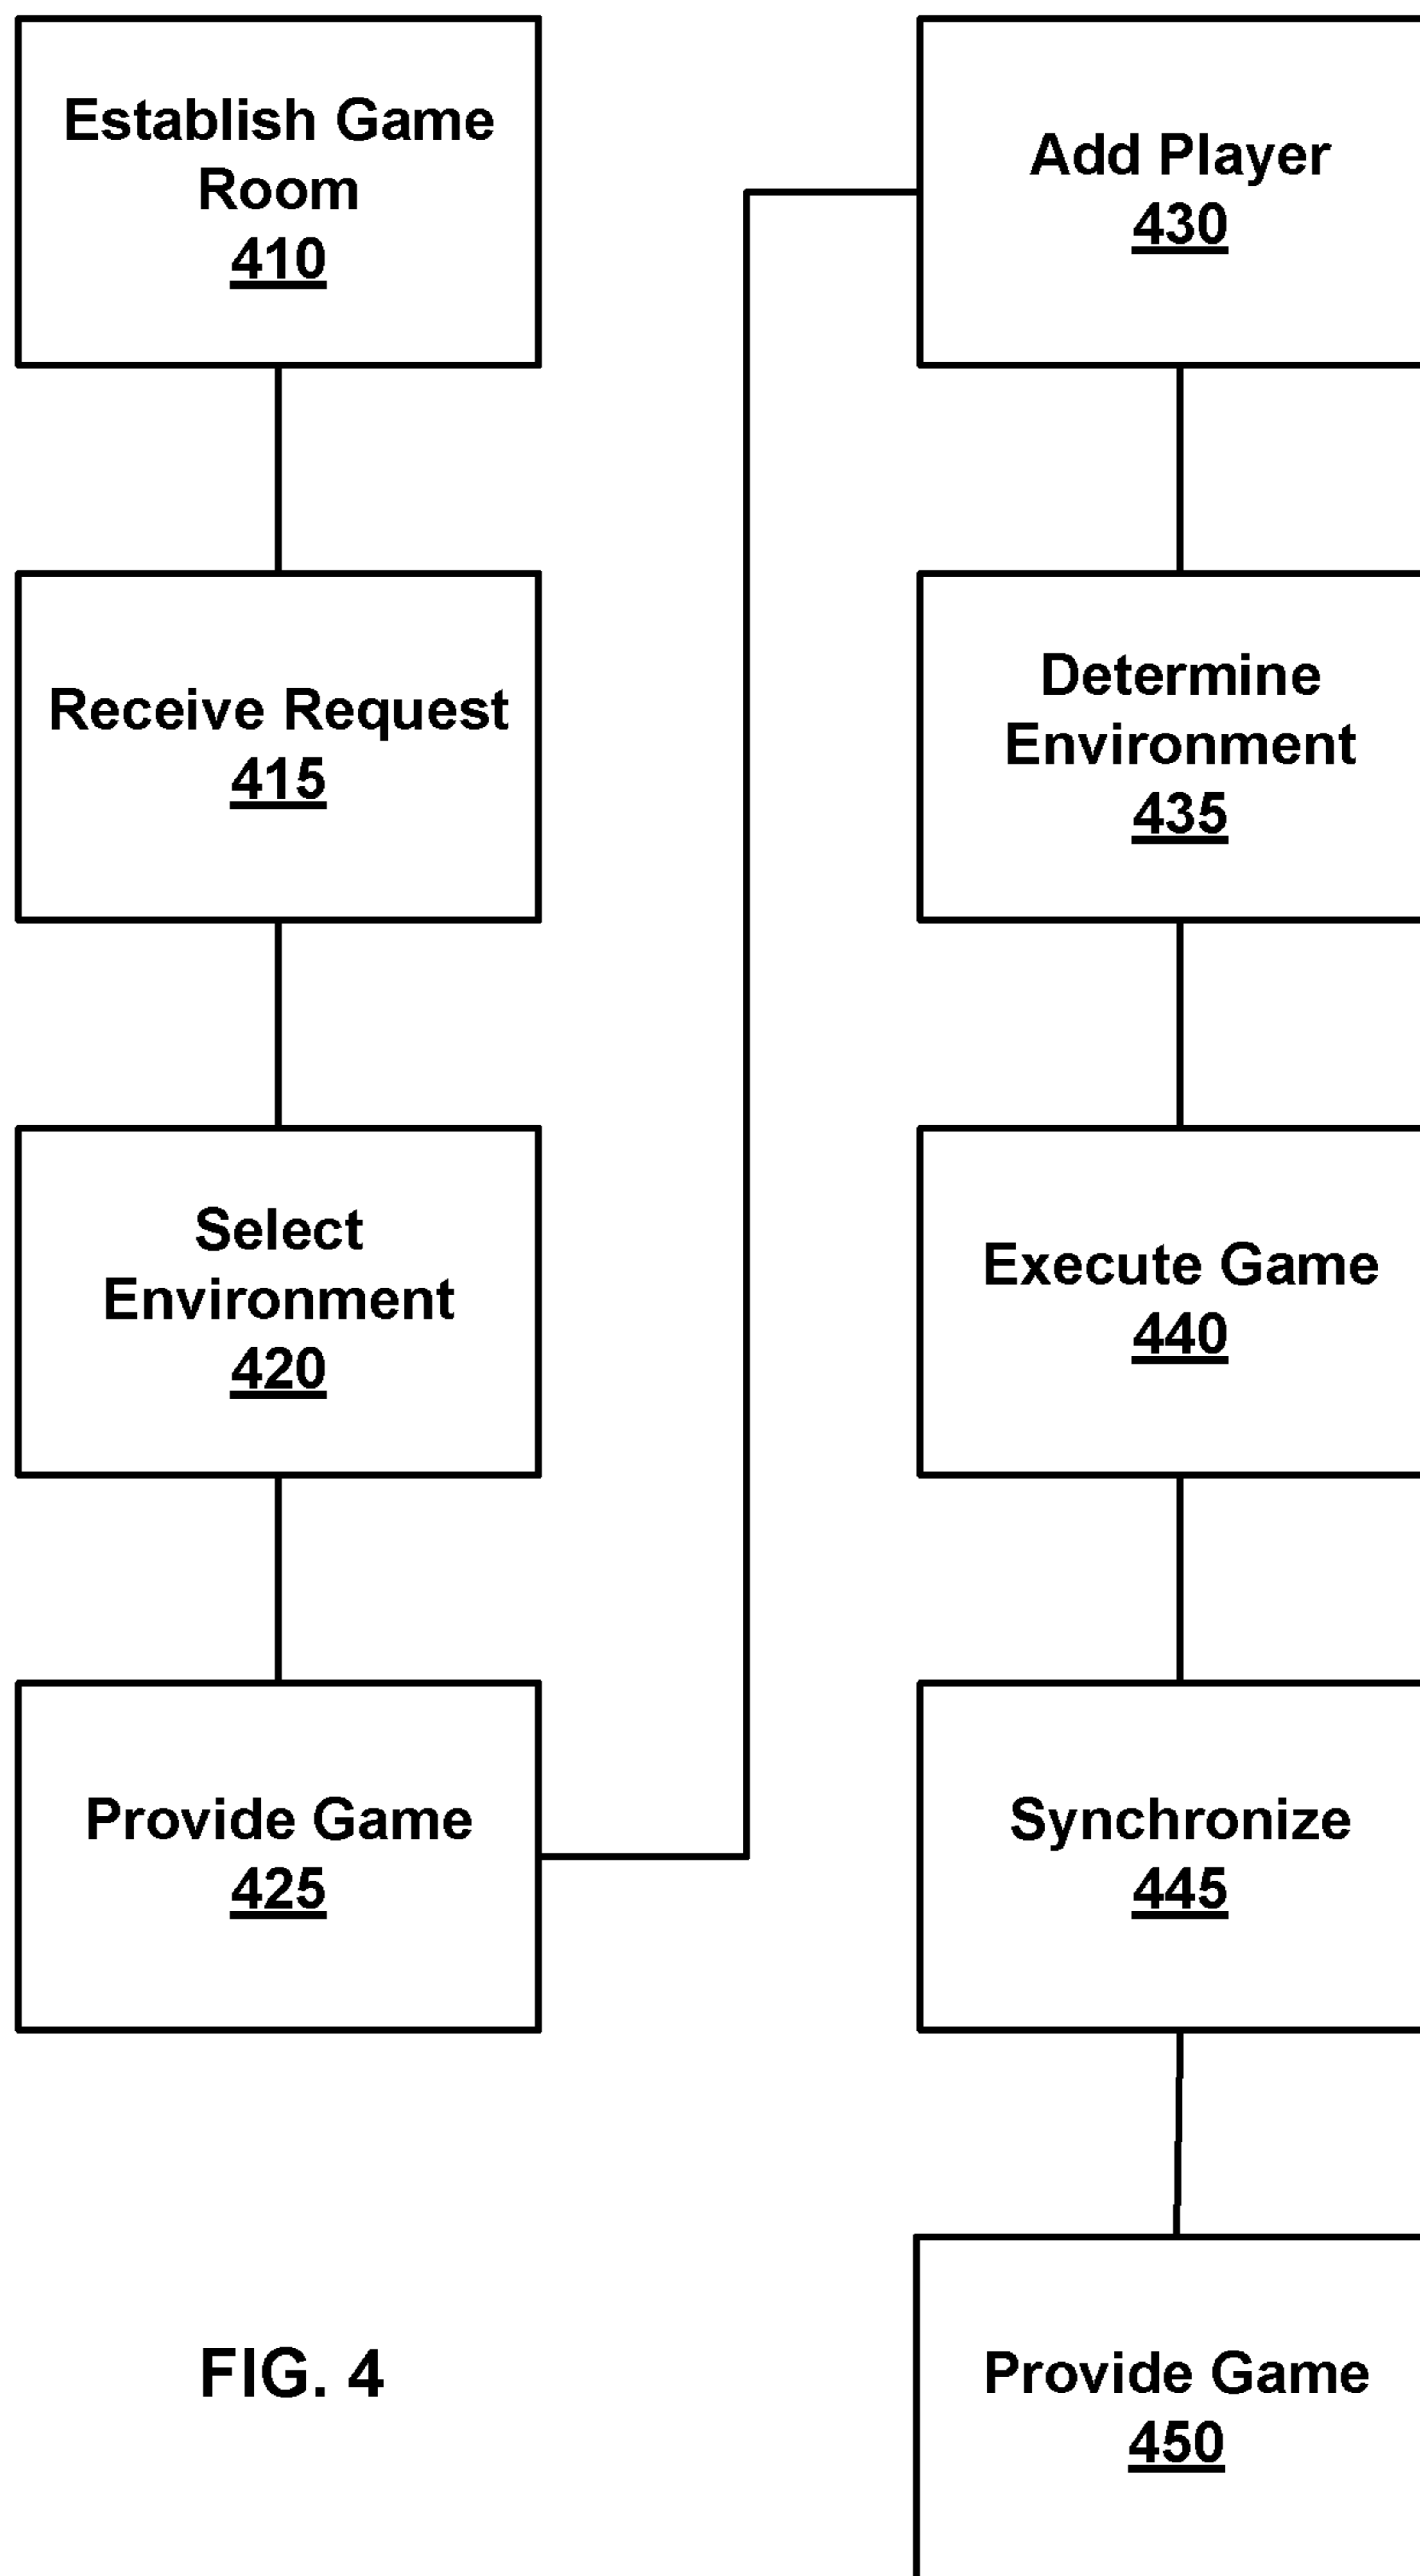 Establish Game
Room
410
Receive Request
415
Select
Environment
420
Provide Game
425
Add Player
430
Determine
Environment
435
Execute Game
440
Synchronize
445
Provide Game
450
FIG. 4